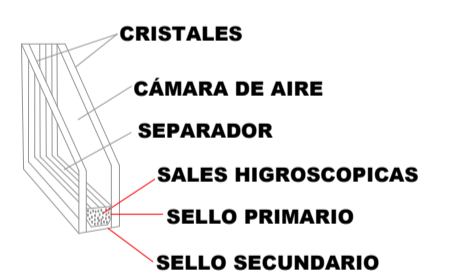 CRISTALES
CÁMARA DE AIRE
SEPARADOR
SALES HIGROSCOPICAS
SELLO PRIMARIO
SELLO SECUNDARIO